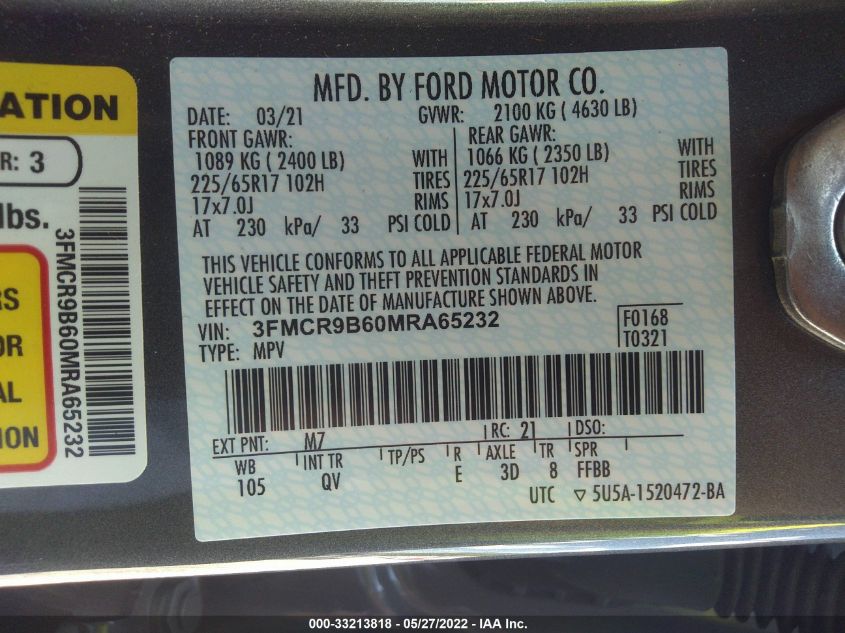 ATION
R: 3
lbs.
3FMCR9B60MRA65232
RS
OR
AL
ION
MFD. BY FORD MOTOR CO.
DATE: 03/21 GVWR: 2100 KG ( 4630 LB)
FRONT GAWR: REAR GAWR:
1089 KG ( 2400 LB) WITH 1066 KG ( 2350 LB) WITH
225/65R17 102H TIRES 225/65R17 102H TIRES
17x7.0J RIMS 17x7.0J RIMS
AT 230 kPa/ 33 PSI COLD AT 230 kPa/ 33 PSI COLD
THIS VEHICLE CONFORMS TO ALL APPLICABLE FEDERAL MOTOR
VEHICLE SAFETY AND THEFT PREVENTION STANDARDS IN
EFFECT ON THE DATE OF MANUFACTURE SHOWN ABOVE.
VIN: 3FMCR9B60MRA65232 F0168
TYPE: MPV T0321
EXT PNT: M7 RC: 21 DSO:
WB INT TR TP/PS R AXLE TR SPR
105 QV E 3D 8 FFBB
UTC ▽ 5U5A-1520472-BA
000-33213818 - 05/27/2022 - IAA Inc.